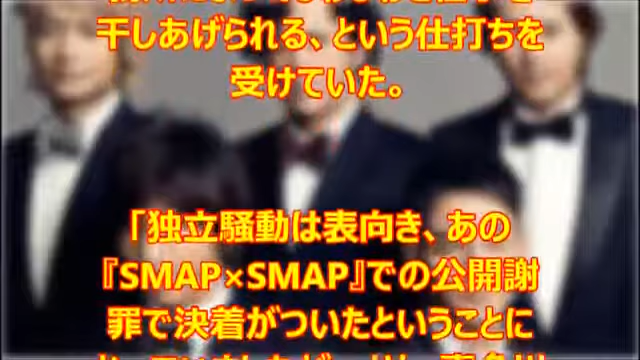 干しあげられる、という仕打ちを
受けていた。
「独立騒動は表向き、あの
『SMAP×SMAP』での公開謝
罪で決着がついたということに